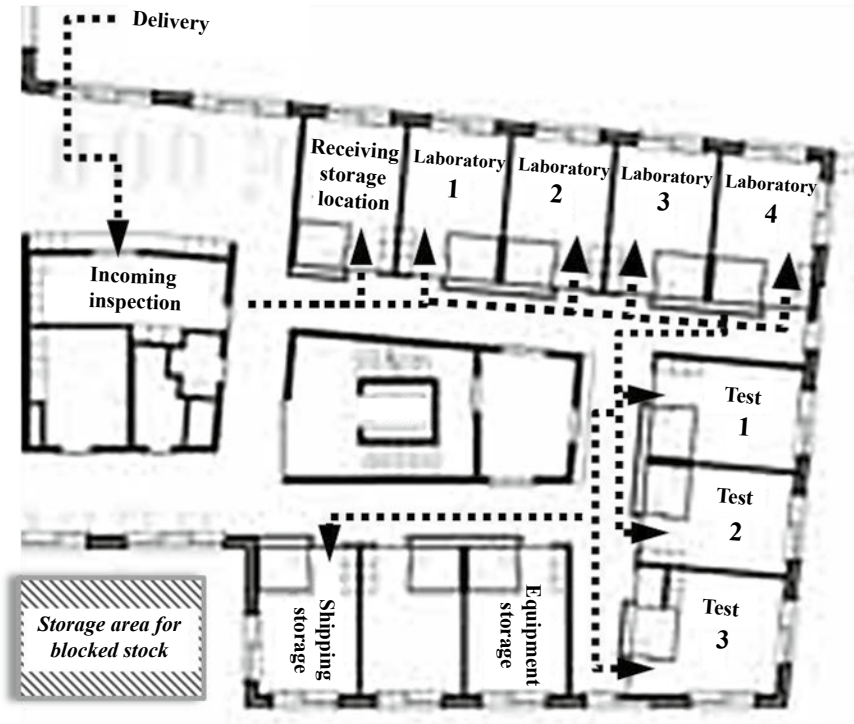 Delivery
Receiving
storage
location
Laboratory
1
Laboratory
2
Laboratory
3
Laboratory
4
Incoming
inspection
Test
1
Test
2
Test
3
Shipping
storage
Equipment
storage
Storage area for
blocked stock